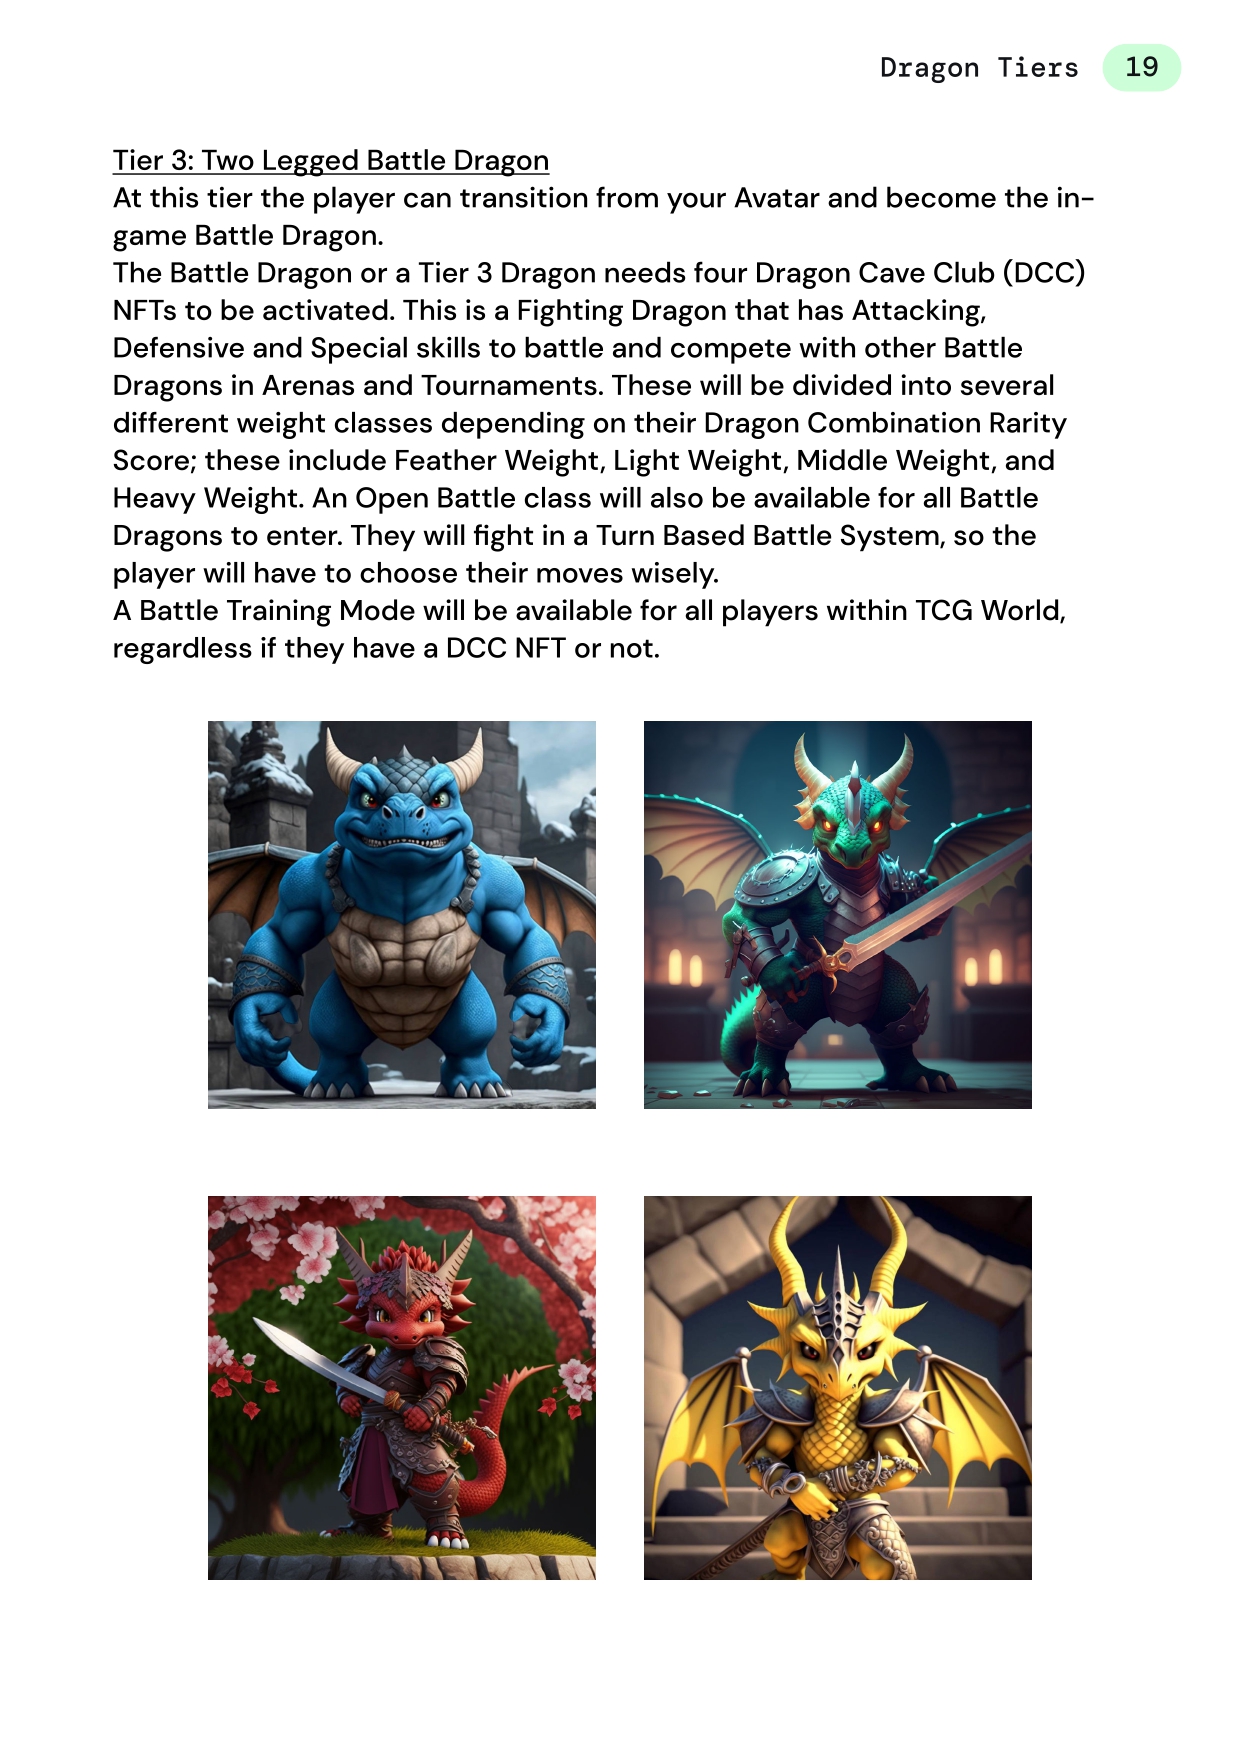 Dragon Tiers 19
Tier 3: Two Legged Battle Dragon
At this tier the player can transition from your Avatar and become the in-
game Battle Dragon.
The Battle Dragon or a Tier 3 Dragon needs four Dragon Cave Club (DCC)
NFTs to be activated. This is a Fighting Dragon that has Attacking,
Defensive and Special skills to battle and compete with other Battle
Dragons in Arenas and Tournaments. These will be divided into several
different weight classes depending on their Dragon Combination Rarity
Score; these include Feather Weight, Light Weight, Middle Weight, and
Heavy Weight. An Open Battle class will also be available for all Battle
Dragons to enter. They will fight in a Turn Based Battle System, so the
player will have to choose their moves wisely.
A Battle Training Mode will be available for all players within TCG World,
regardless if they have a DCC NFT or not.